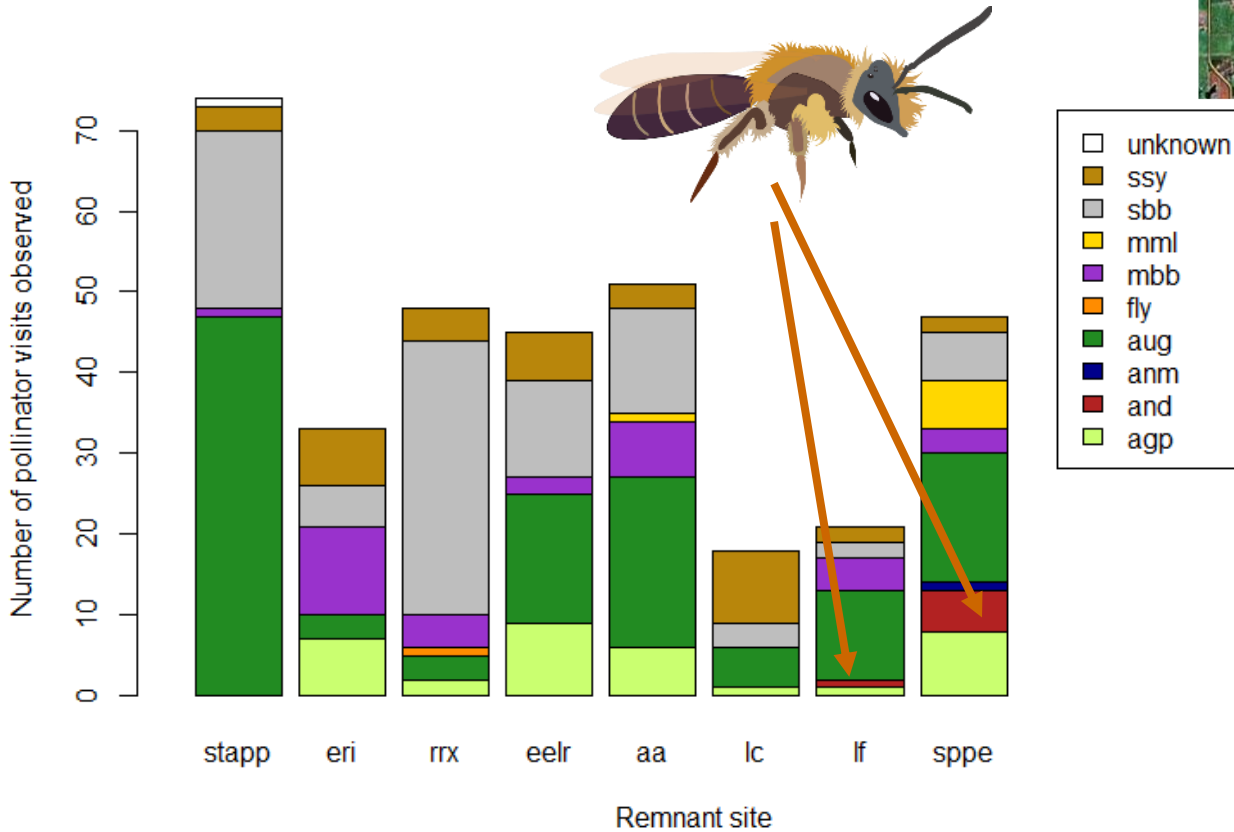 Number of pollinator visits observed
70
60
50
40
30
20
10
0
unknown
ssy
sbb
mml
mbb
fly
aug
anm
and
agp
stapp eri rrx eelr aa lc lf sppe
Remnant site